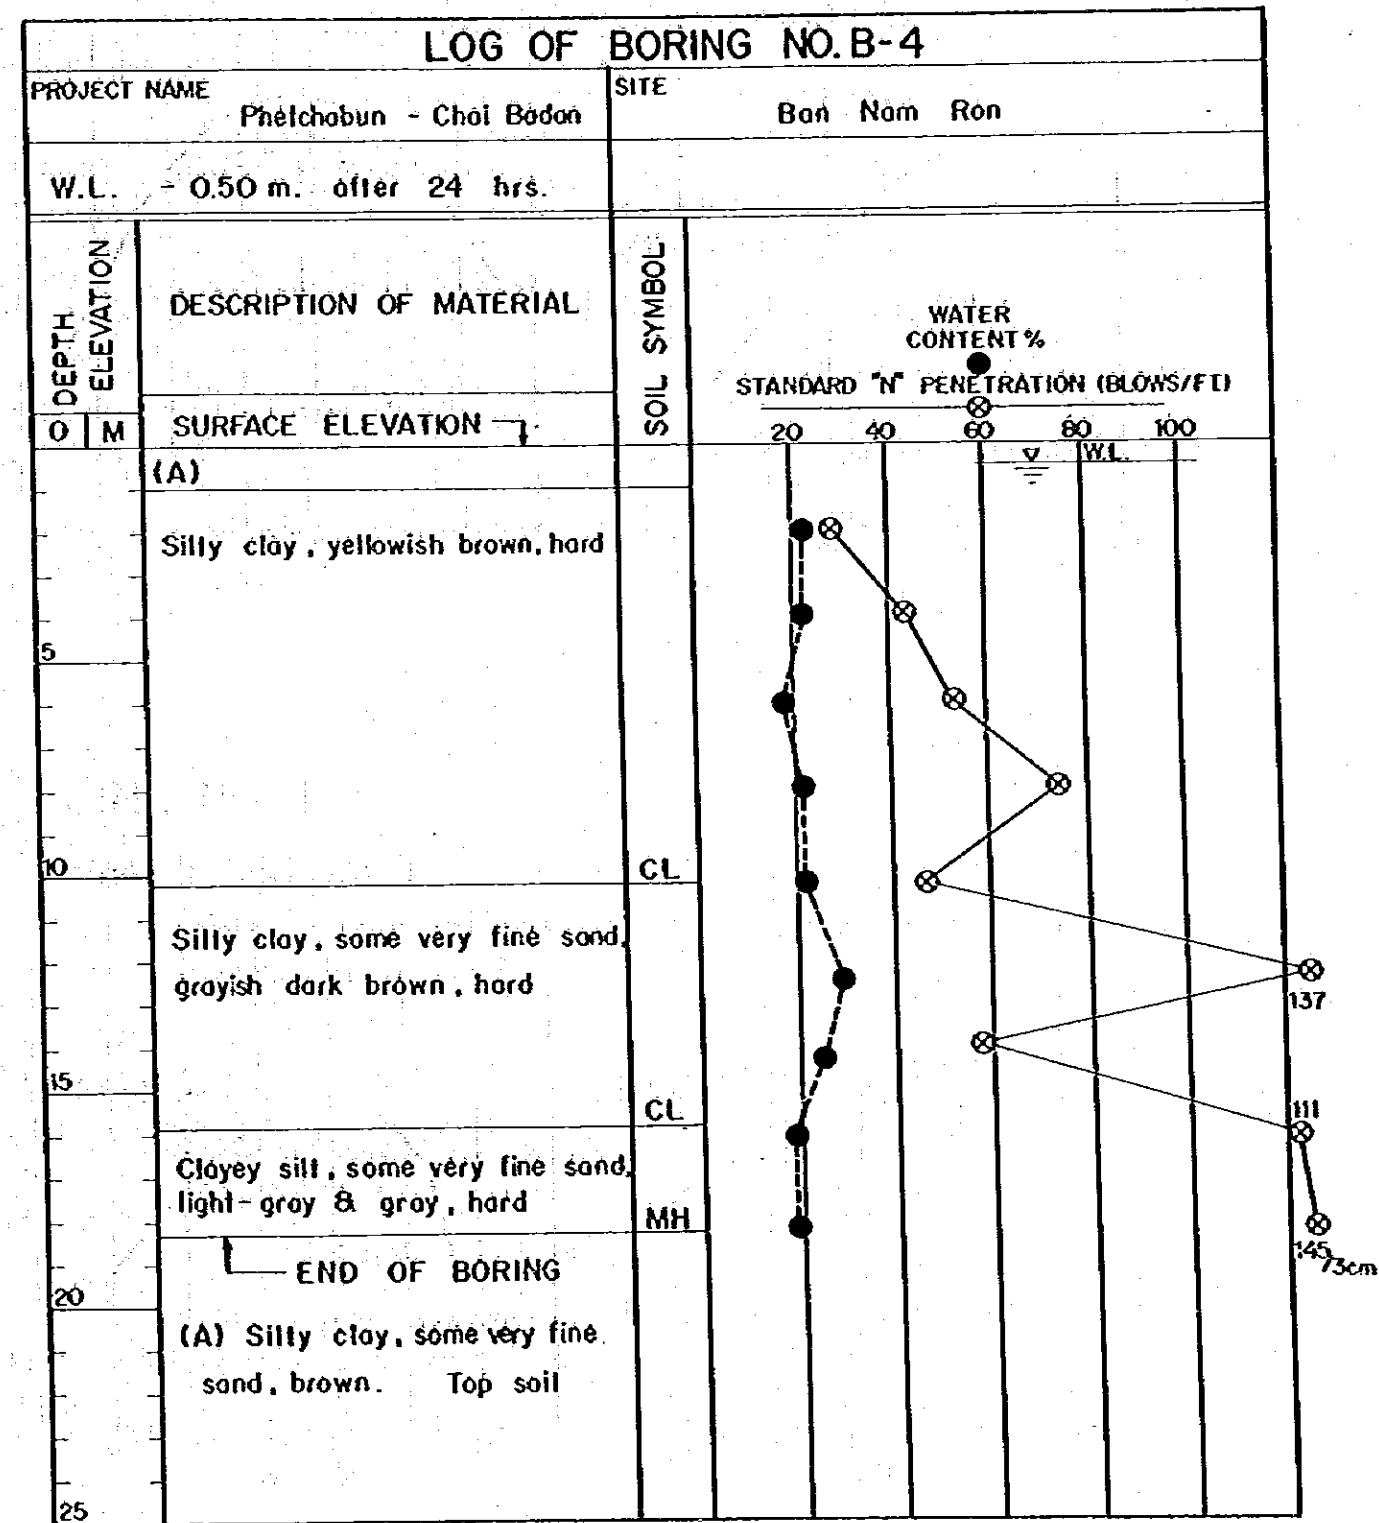 LOG OF BORING NO. B-4
PROJECT NAME
Phetchabun - Chai Badan
SITE
Ban Nam Ron
W.L. - 0.50 m. after 24 hrs.
DEPTH
ELEVATION
DESCRIPTION OF MATERIAL
SOIL SYMBOL
WATER
CONTENT %
STANDARD "N" PENETRATION (BLOWS/FT)
0 M
SURFACE ELEVATION
20 40 60 80 100
(A)
W.L.
Silty clay, yellowish brown, hard
5
10
CL
Silty clay, some very fine sand,
grayish dark brown, hard
137
15
CL
111
Clayey silt, some very fine sand,
light-gray & gray, hard
MH
145/73cm
END OF BORING
20
(A) Silty clay, some very fine
sand, brown. Top soil
25